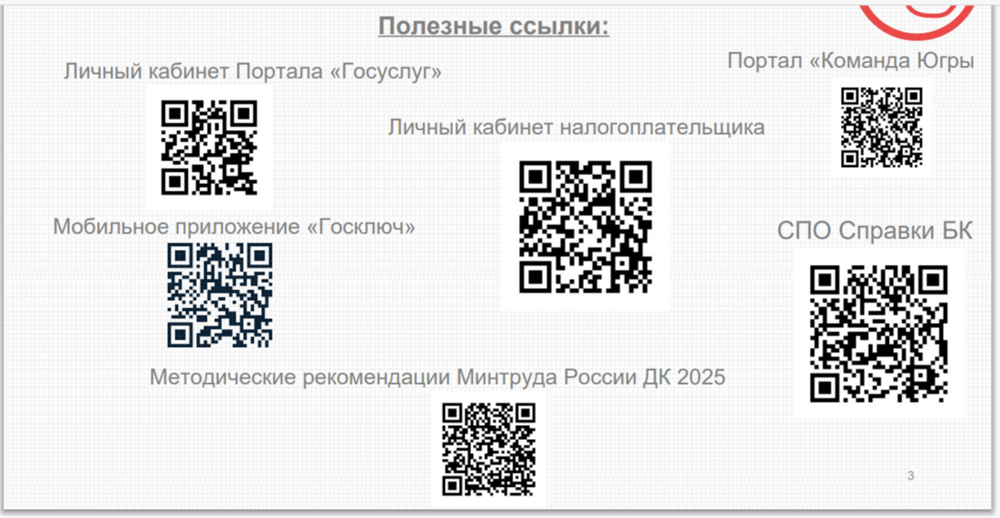 Полезные ссылки:
Личный кабинет Портала «Госуслуг»
Портал «Команда Югры
Личный кабинет налогоплательщика
Мобильное приложение «Госключ»
СПО Справки БК
Методические рекомендации Минтруда России ДК 2025
3